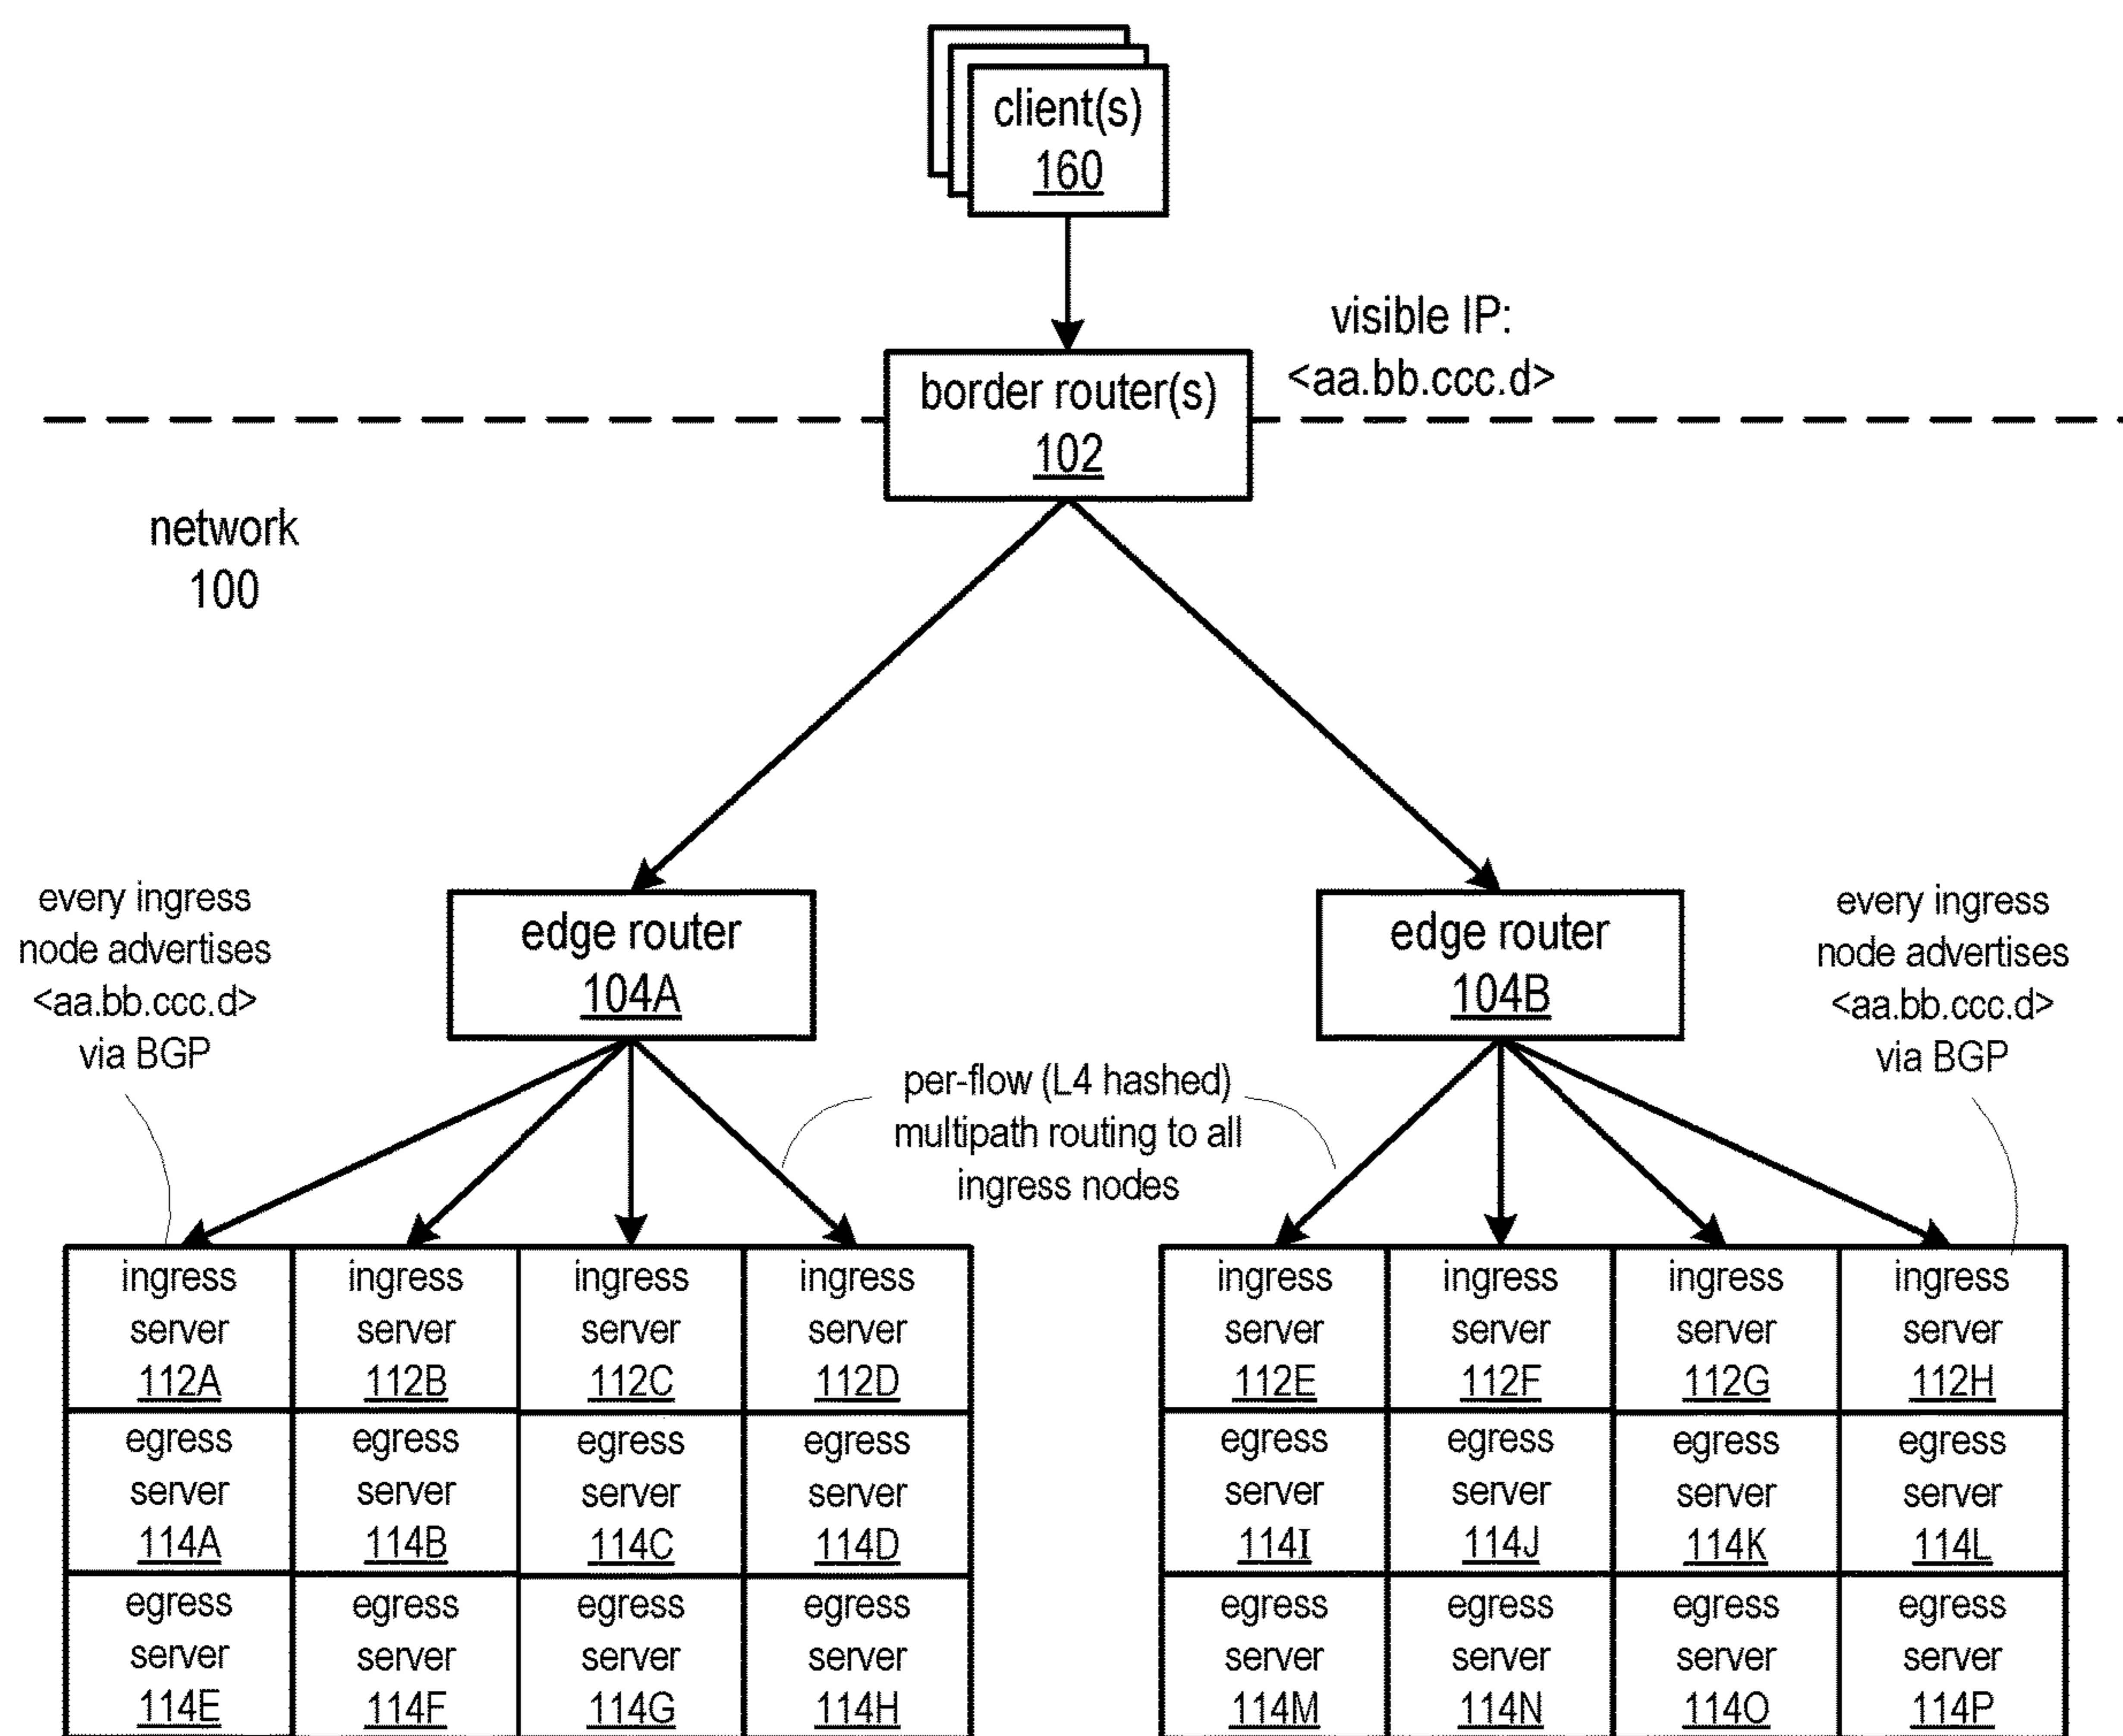 client(s)
160
visible IP:
<aa.bb.ccc.d>
border router(s)
102
network
100
every ingress
node advertises
<aa.bb.ccc.d>
via BGP
edge router
104A
edge router
104B
every ingress
node advertises
<aa.bb.ccc.d>
via BGP
per-flow (L4 hashed)
multipath routing to all
ingress nodes
ingress
server
112A
ingress
server
112B
ingress
server
112C
ingress
server
112D
ingress
server
112E
ingress
server
112F
ingress
server
112G
ingress
server
112H
egress
server
114A
egress
server
114B
egress
server
114C
egress
server
114D
egress
server
114I
egress
server
114J
egress
server
114K
egress
server
114L
egress
server
114E
egress
server
114F
egress
server
114G
egress
server
114H
egress
server
114M
egress
server
114N
egress
server
114O
egress
server
114P